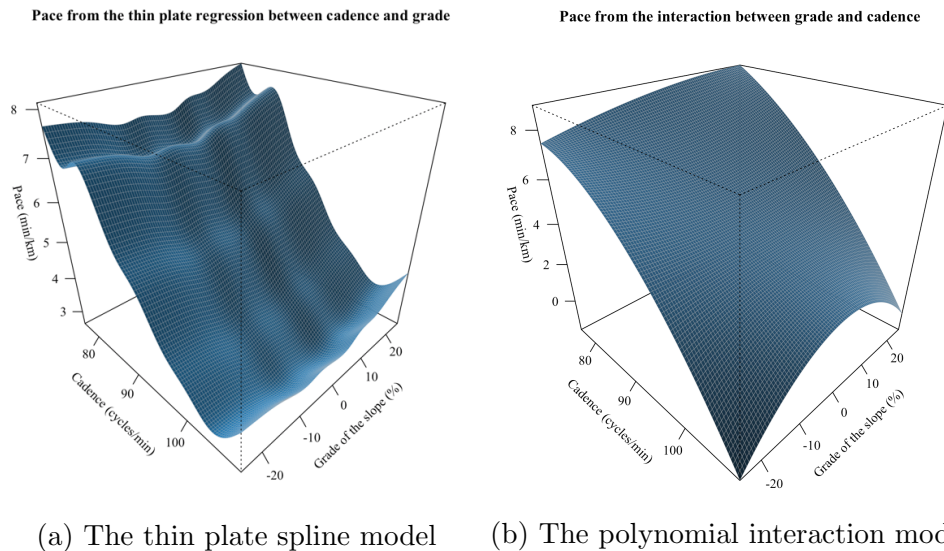 Pace from the thin plate regression between cadence and grade
8
7
6
5
4
3
Pace (min/km)
80
90
100
Cadence (cycles/min)
-20
-10
0
10
20
Grade of the slope (%)
(a) The thin plate spline model
Pace from the interaction between grade and cadence
8
6
4
2
0
Pace (min/km)
80
90
100
Cadence (cycles/min)
-20
-10
0
10
20
Grade of the slope (%)
(b) The polynomial interaction mod